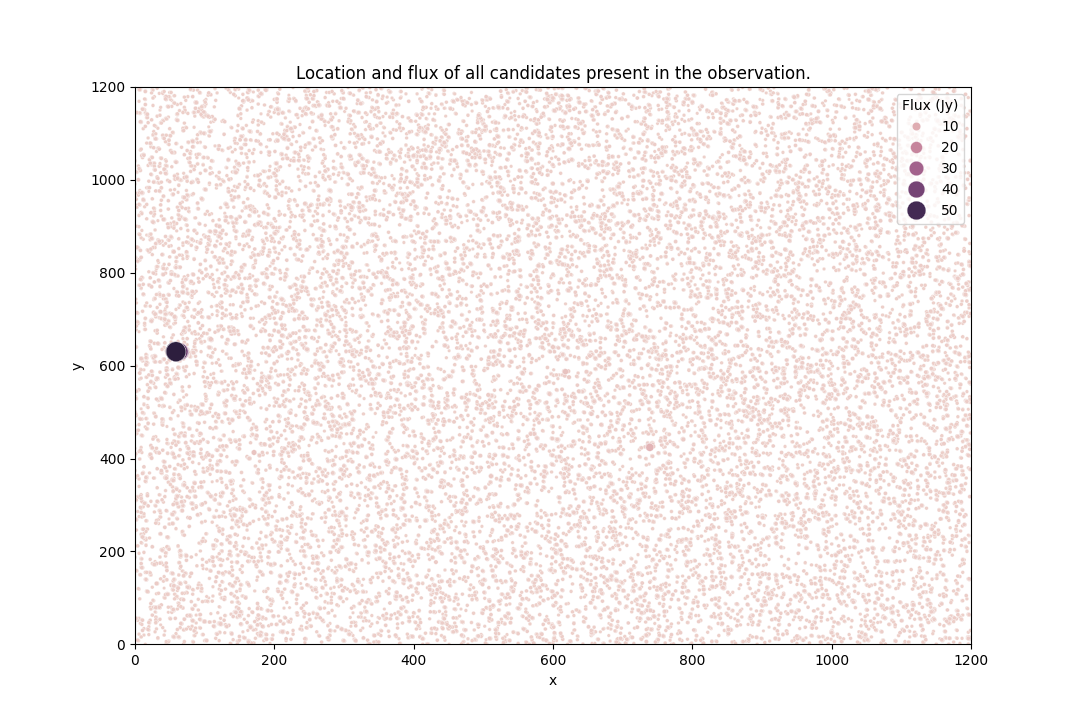 Location and flux of all candidates present in the observation.
Flux (Jy)
10
20
30
40
50
y
1200
1000
800
600
400
200
0
0 200 400 600 800 1000 1200
x